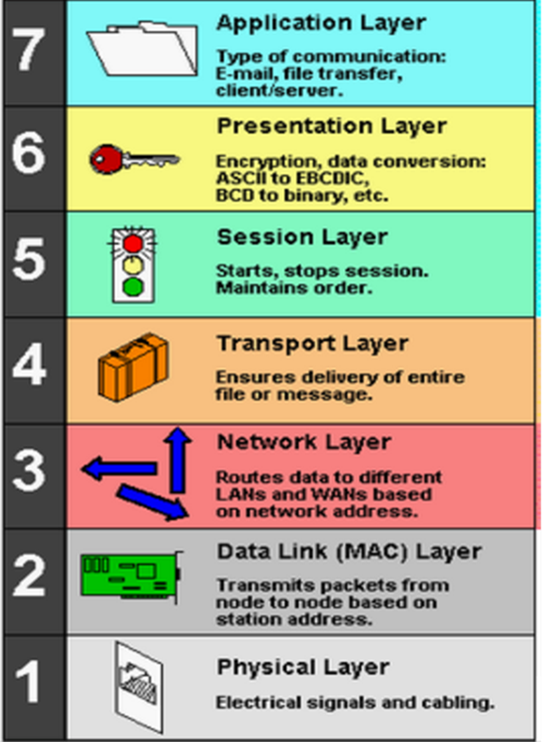 7
Application Layer
Type of communication:
E-mail, file transfer,
client/server.
6
Presentation Layer
Encryption, data conversion:
ASCII to EBCDIC,
BCD to binary, etc.
5
Session Layer
Starts, stops session.
Maintains order.
4
Transport Layer
Ensures delivery of entire
file or message.
3
Network Layer
Routes data to different
LANs and WANs based
on network address.
2
Data Link (MAC) Layer
Transmits packets from
node to node based on
station address.
1
Physical Layer
Electrical signals and cabling.